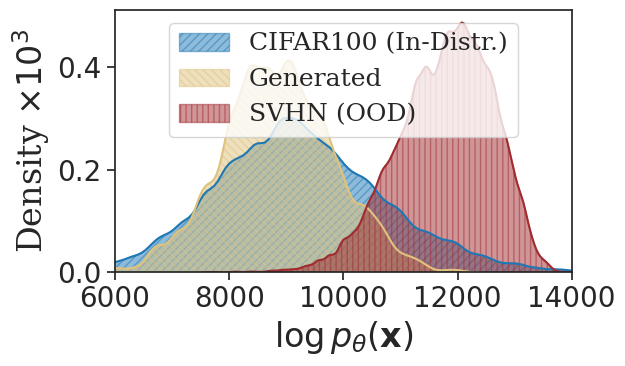 CIFAR100 (In-Distr.)
Generated
SVHN (OOD)
Density ×10³
0.4
0.2
0.0
6000 8000 10000 12000 14000
log pθ(x)